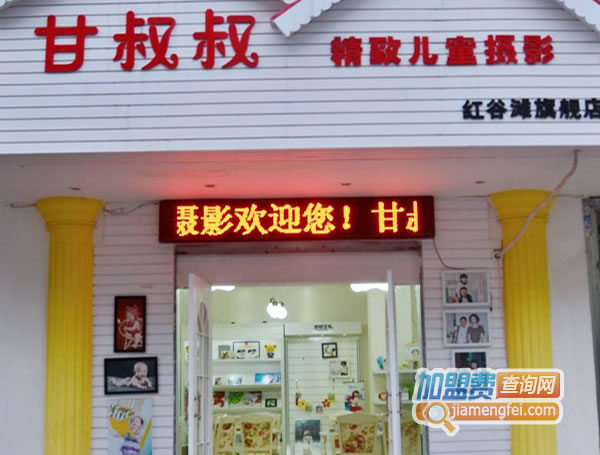 甘叔叔 精致儿童摄影
红谷滩旗舰店
摄影欢迎您！甘
加盟费查询网
jiamengfei.com